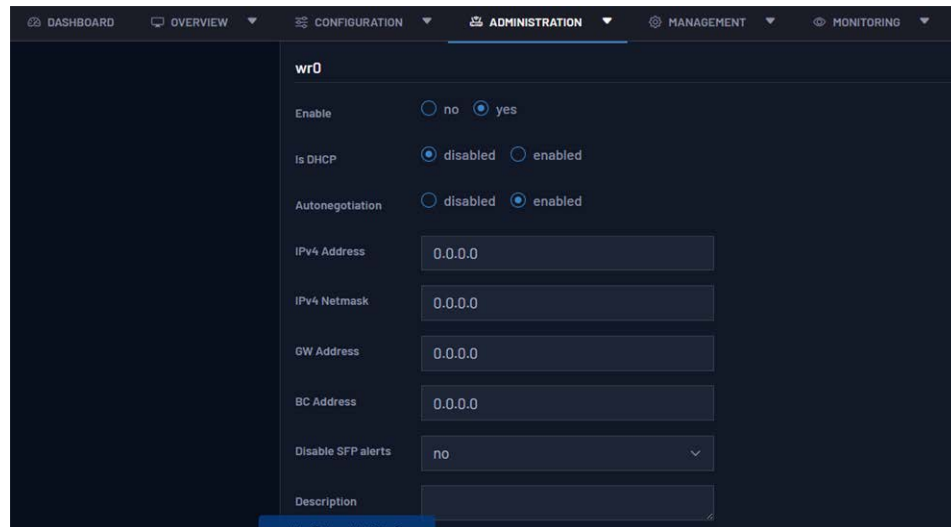 DASHBOARD OVERVIEW CONFIGURATION ADMINISTRATION MANAGEMENT MONITORING
wr0
Enable no yes
Is DHCP disabled enabled
Autonegotiation disabled enabled
IPv4 Address 0.0.0.0
IPv4 Netmask 0.0.0.0
GW Address 0.0.0.0
BC Address 0.0.0.0
Disable SFP alerts no
Description